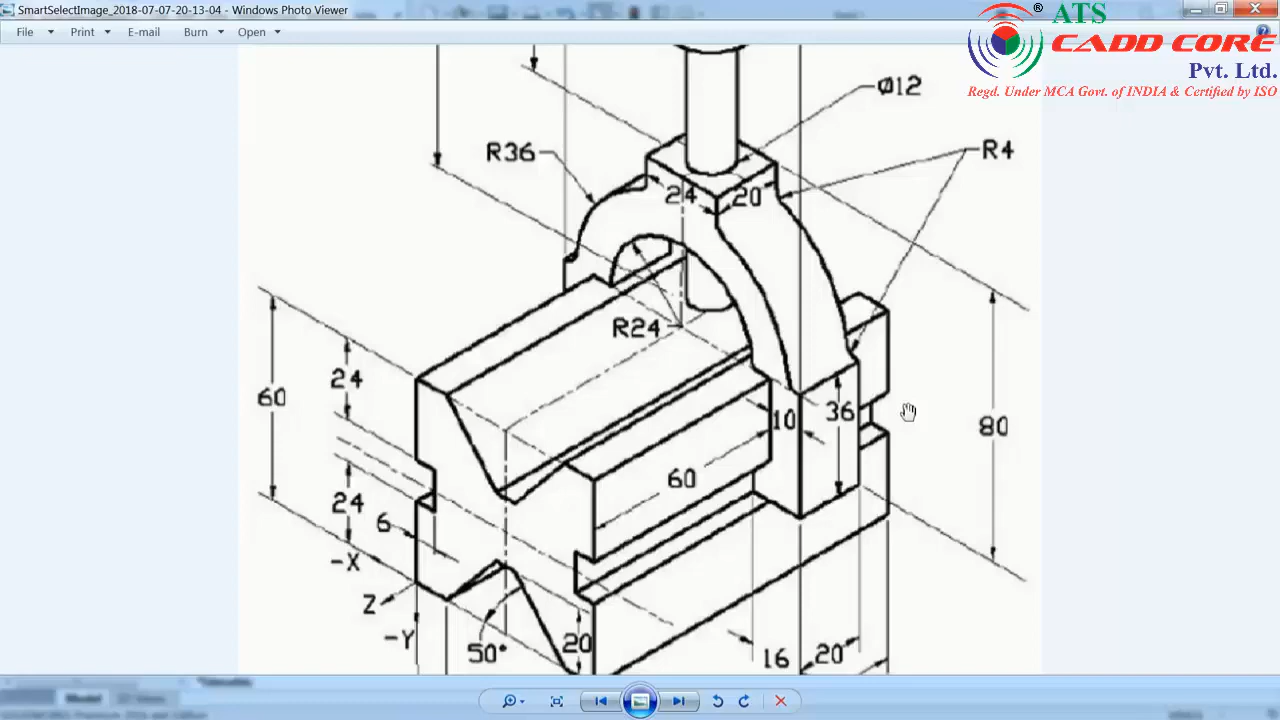 SmartSelectImage_2018-07-07-20-13-04 - Windows Photo Viewer
File Print E-mail Burn Open
®
ATS
CADD CORE
Pvt. Ltd.
Regd. Under MCA Govt. of INDIA & Certified by ISO
Ø12
R36
R4
24
20
R24
24
60
10
36
80
60
24
6
-X
Z
-Y
50°
20
16
20
Model